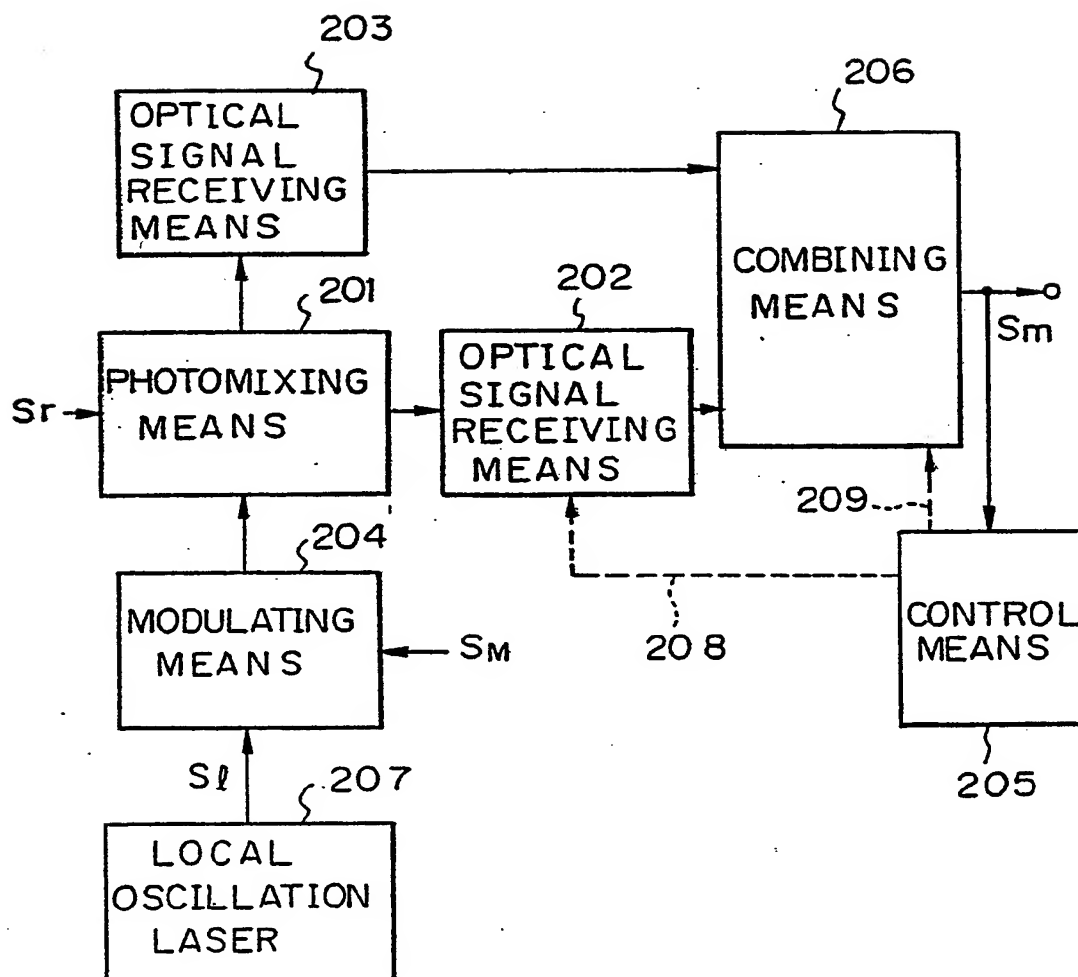 203
OPTICAL
SIGNAL
RECEIVING
MEANS
206
COMBINING
MEANS
Sm
201
PHOTOMIXING
MEANS
Sr
202
OPTICAL
SIGNAL
RECEIVING
MEANS
209
208
204
MODULATING
MEANS
SM
CONTROL
MEANS
205
Sℓ
207
LOCAL
OSCILLATION
LASER